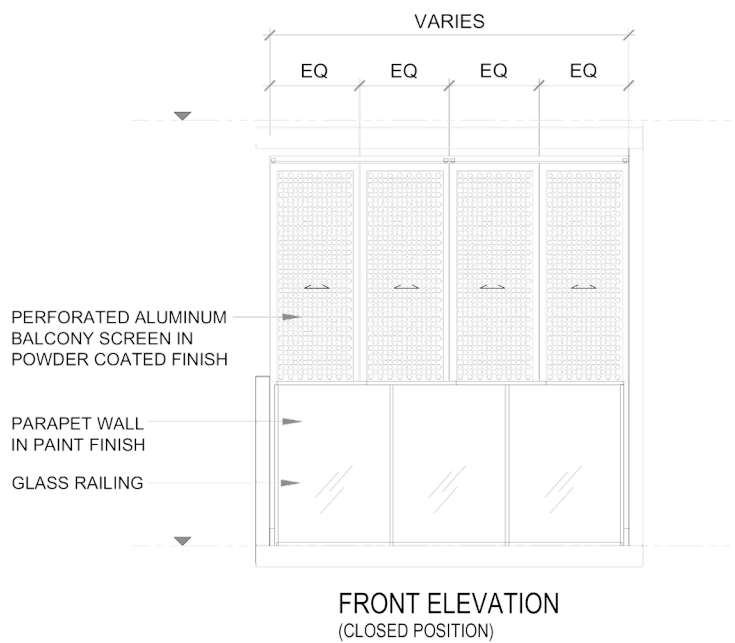 VARIES
EQ EQ EQ EQ
PERFORATED ALUMINUM
BALCONY SCREEN IN
POWDER COATED FINISH
PARAPET WALL
IN PAINT FINISH
GLASS RAILING
FRONT ELEVATION
(CLOSED POSITION)